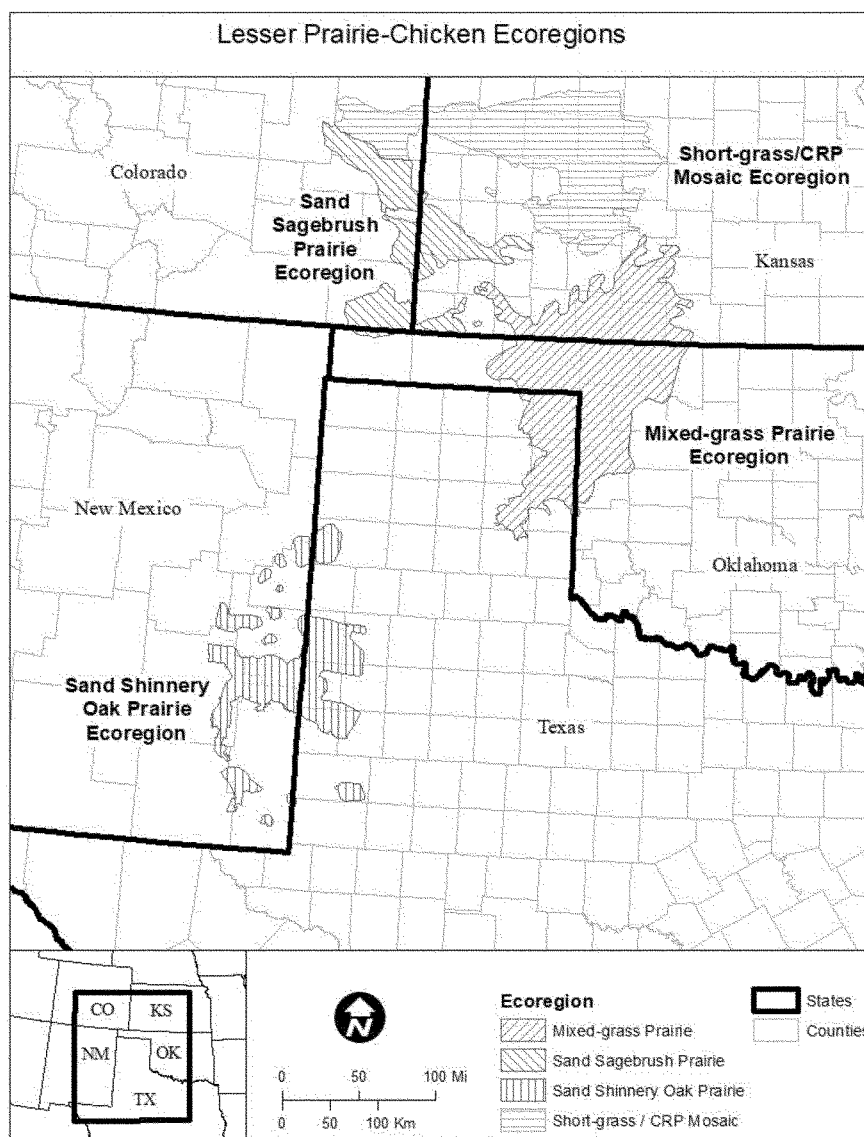 Lesser Prairie-Chicken Ecoregions
Colorado
Short-grass/CRP
Mosaic Ecoregion
Sand
Sagebrush
Prairie
Ecoregion
Kansas
Mixed-grass Prairie
Ecoregion
New Mexico
Oklahoma
Sand Shinnery
Oak Prairie
Ecoregion
Texas
CO
KS
NM
OK
TX
N
0 50 100 Mi
0 50 100 Km
Ecoregion
Mixed-grass Prairie
Sand Sagebrush Prairie
Sand Shinnery Oak Prairie
Short-grass / CRP Mosaic
States
Counties